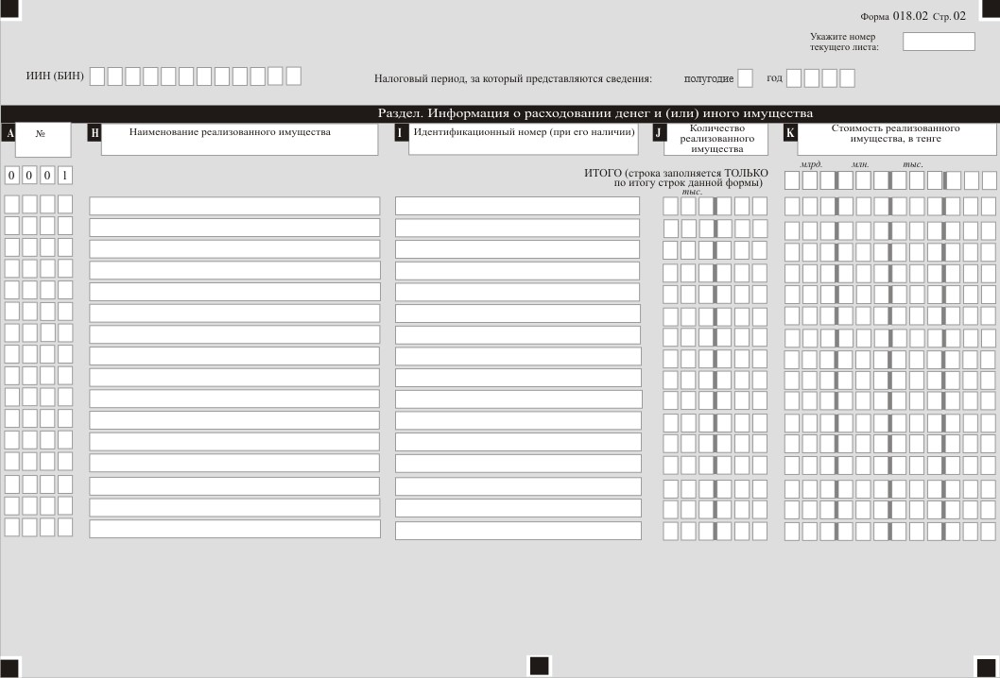 Форма 018.02 Стр. 02
Укажите номер
текущего листа:
ИИН (БИН)
Налоговый период, за который представляются сведения: полугодие год
Раздел. Информация о расходовании денег и (или) иного имущества
A №
H Наименование реализованного имущества
I Идентификационный номер (при его наличии)
J Количество
реализованного
имущества
K Стоимость реализованного
имущества, в тенге
млрд. млн. тыс.
0 0 0 1
ИТОГО (строка заполняется ТОЛЬКО
по итогу строк данной формы)
тыс.